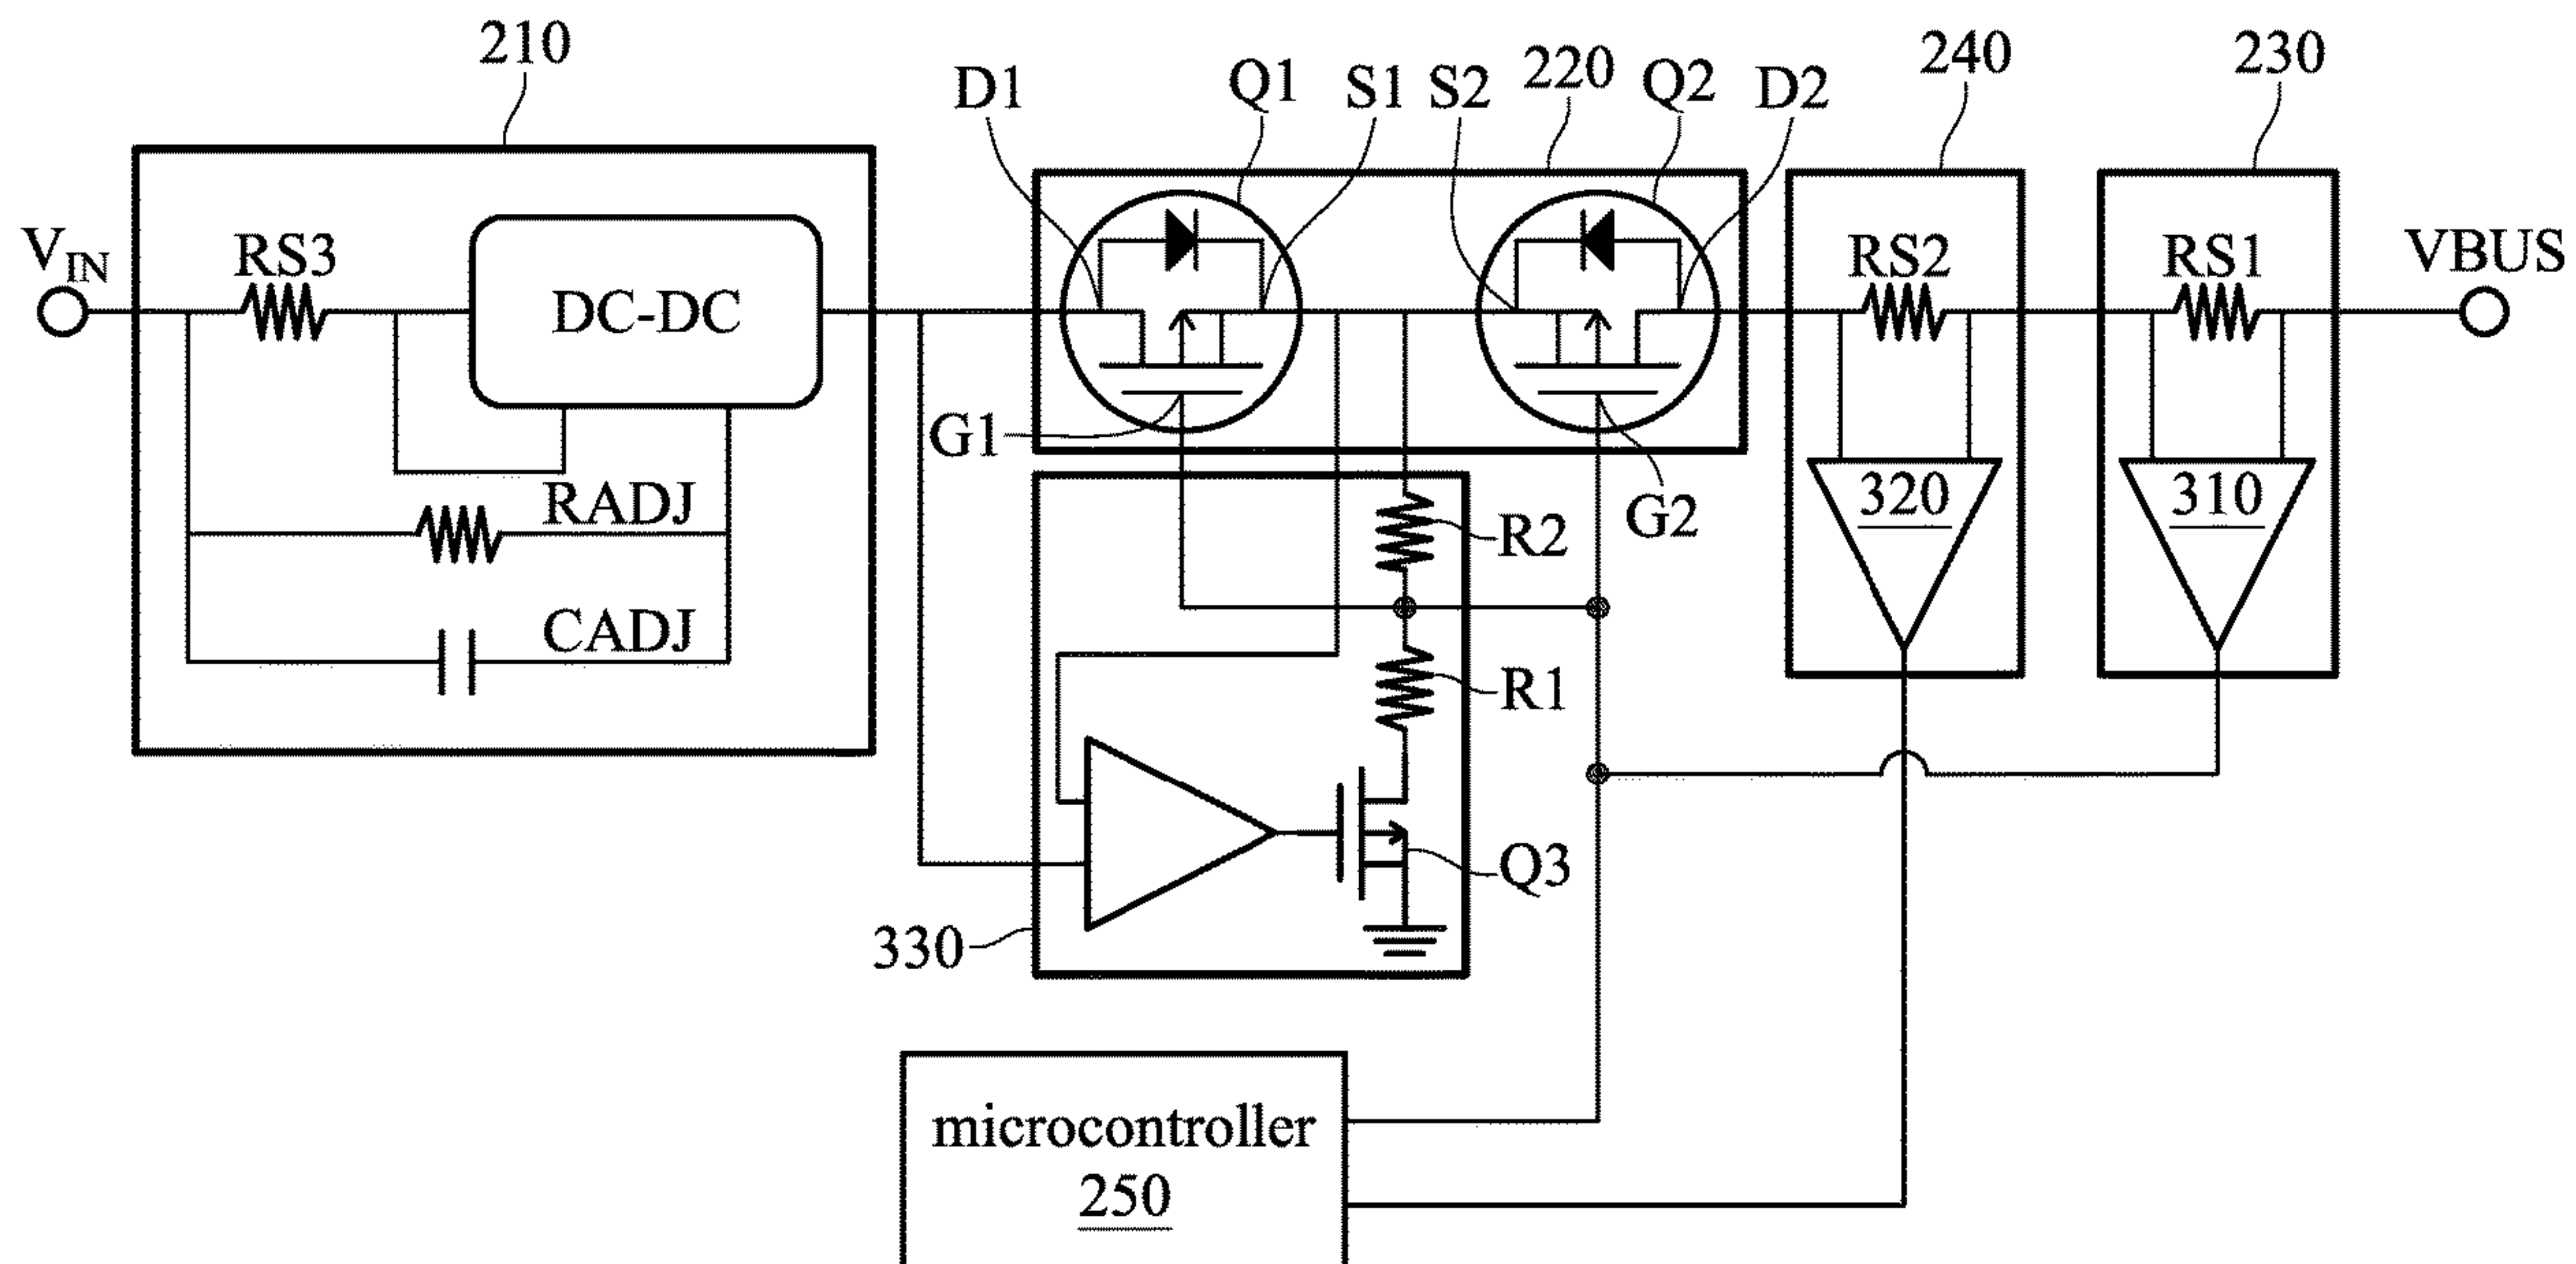 210
220
240
230
D1
Q1
S1
S2
Q2
D2
VIN
RS3
DC-DC
RS2
RS1
VBUS
G1
G2
320
310
RADJ
R2
CADJ
R1
Q3
330
microcontroller
250